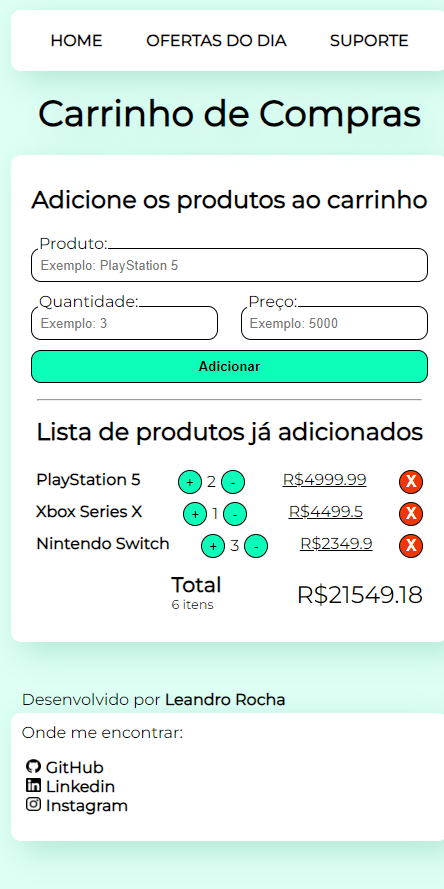 HOME OFERTAS DO DIA SUPORTE
Carrinho de Compras
Adicione os produtos ao carrinho
Produto:
Exemplo: PlayStation 5
Quantidade: Preço:
Exemplo: 3 Exemplo: 5000
Adicionar
Lista de produtos já adicionados
PlayStation 5 + 2 - R$4999.99 X
Xbox Series X + 1 - R$4499.5 X
Nintendo Switch + 3 - R$2349.9 X
Total
6 itens R$21549.18
Desenvolvido por Leandro Rocha
Onde me encontrar:
GitHub
Linkedin
Instagram